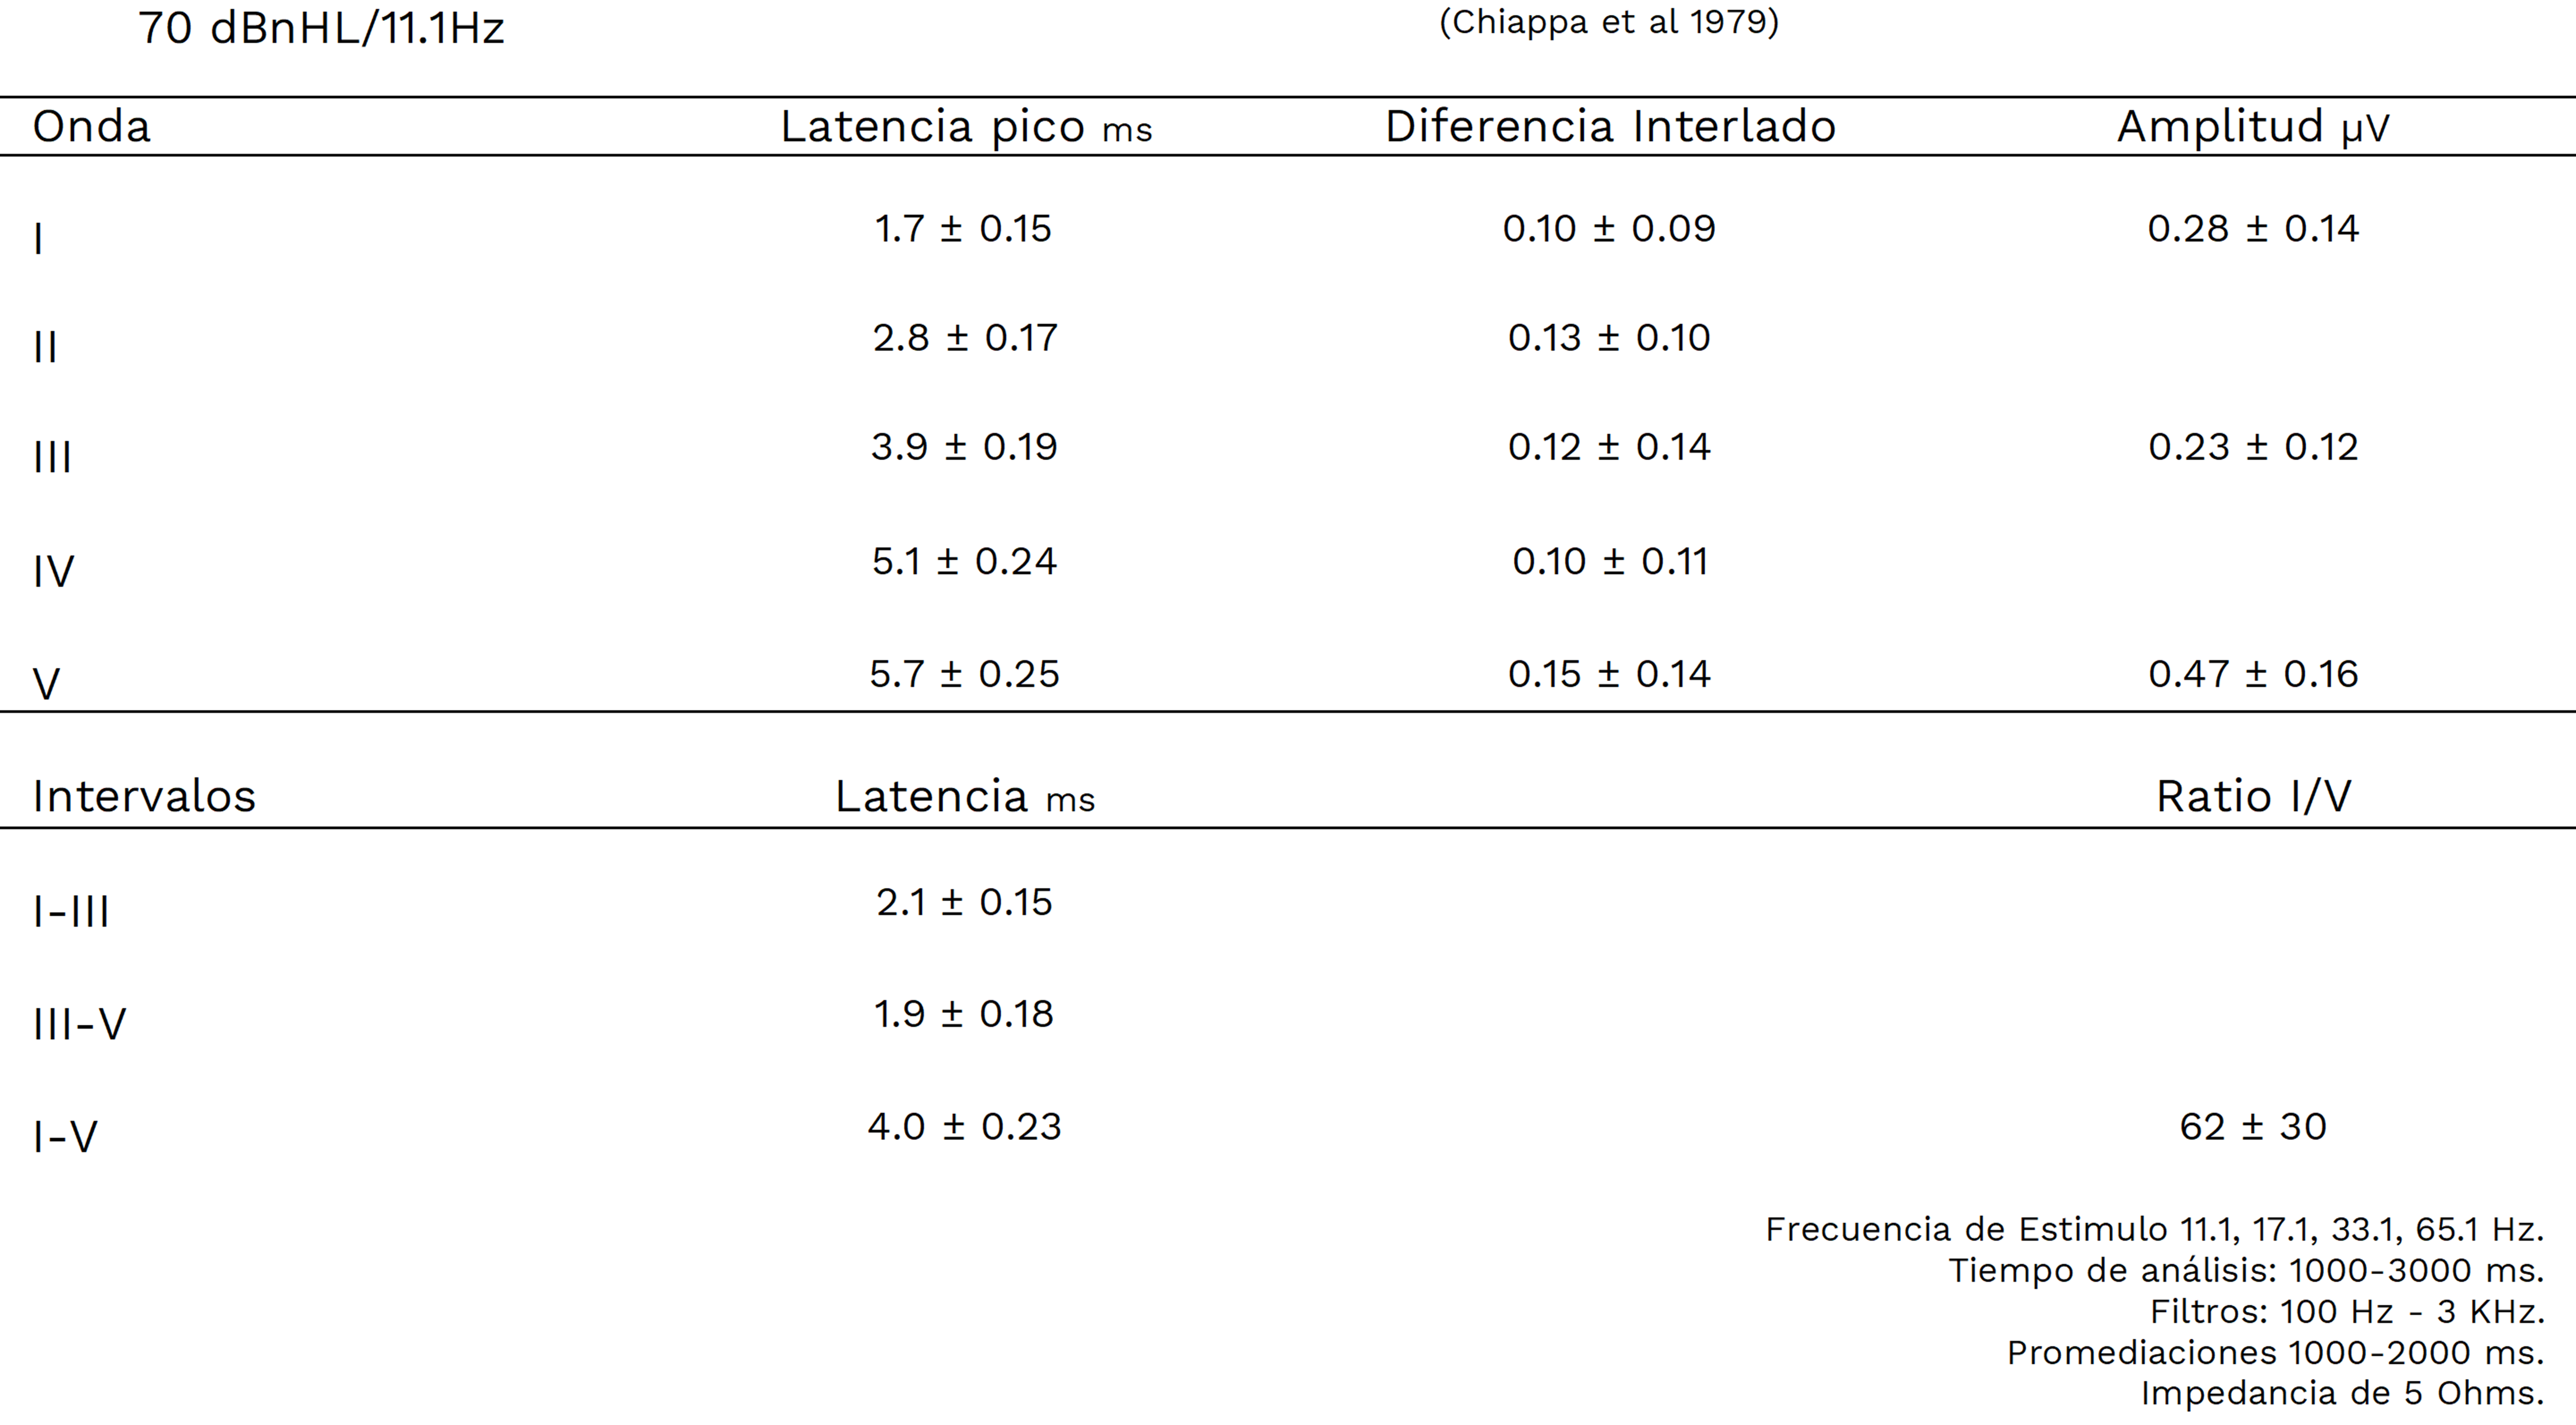 70 dBnHL/11.1Hz (Chiappa et al 1979)
Onda Latencia pico ms Diferencia Interlado Amplitud µV
I 1.7 ± 0.15 0.10 ± 0.09 0.28 ± 0.14
II 2.8 ± 0.17 0.13 ± 0.10
III 3.9 ± 0.19 0.12 ± 0.14 0.23 ± 0.12
IV 5.1 ± 0.24 0.10 ± 0.11
V 5.7 ± 0.25 0.15 ± 0.14 0.47 ± 0.16
Intervalos Latencia ms Ratio I/V
I-III 2.1 ± 0.15
III-V 1.9 ± 0.18
I-V 4.0 ± 0.23 62 ± 30
Frecuencia de Estimulo 11.1, 17.1, 33.1, 65.1 Hz.
Tiempo de análisis: 1000-3000 ms.
Filtros: 100 Hz - 3 KHz.
Promediaciones 1000-2000 ms.
Impedancia de 5 Ohms.